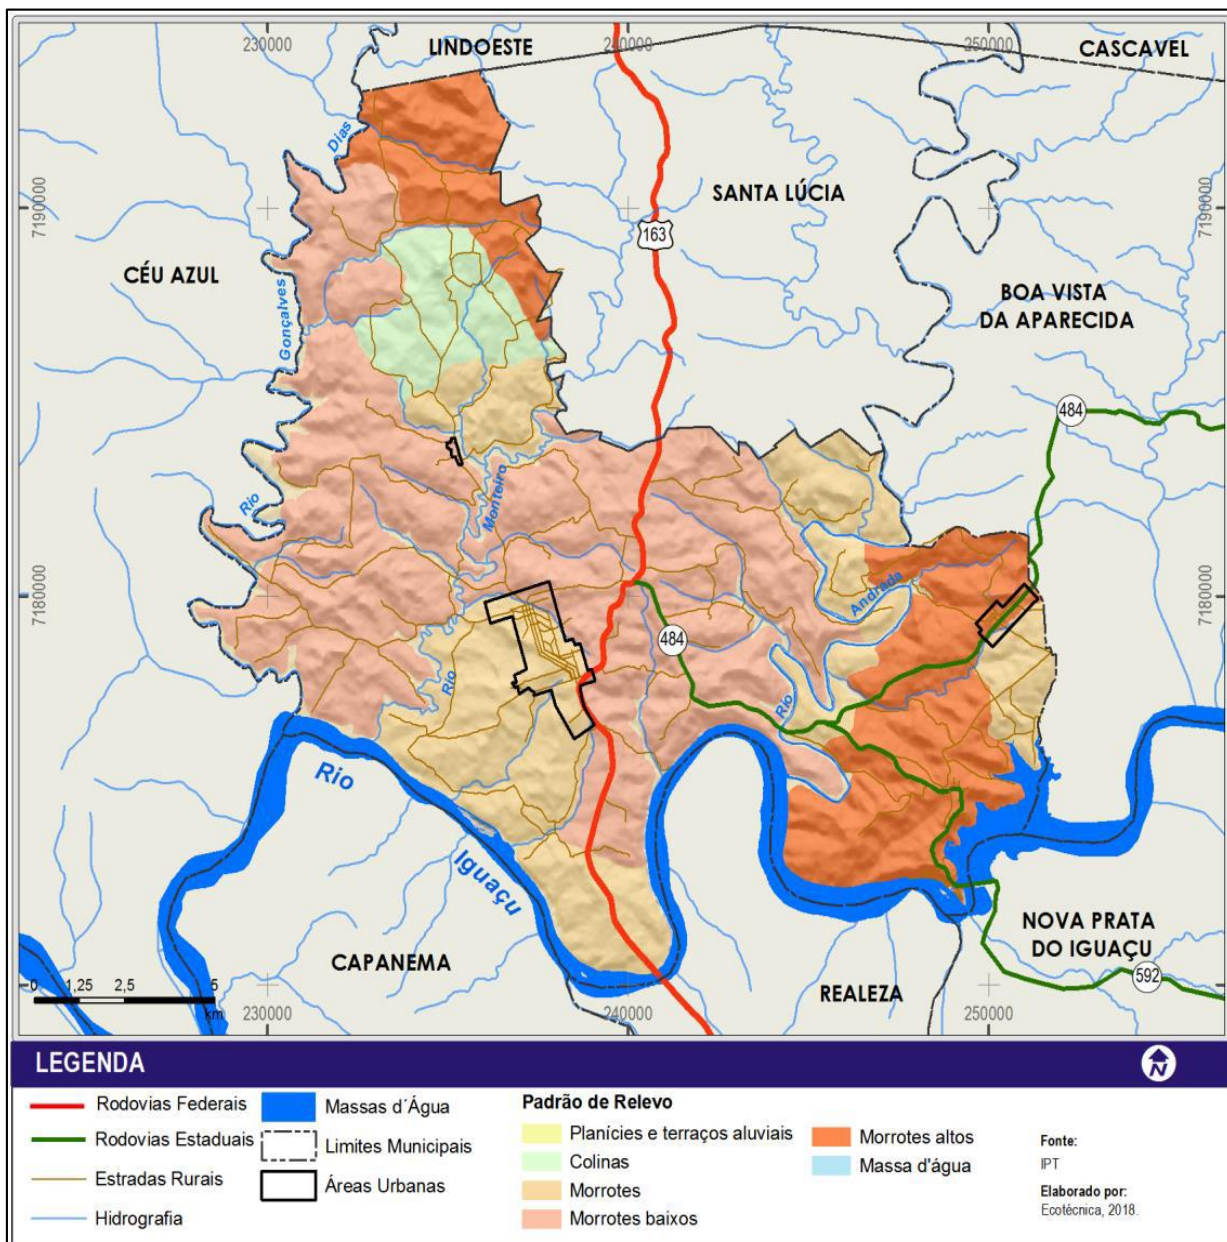 230000
240000
250000
LINDOESTE
CASCAVEL
Dias
7190000
7190000
SANTA LÚCIA
163
CÉU AZUL
Gonçalves
BOA VISTA
DA APARECIDA
484
Monteiro
Rio
Andrada
7180000
7180000
484
Rio
Rio
Rio
Iguaçu
NOVA PRATA
DO IGUAÇU
CAPANEMA
REALEZA
592
0 1,25 2,5 5
km
230000
240000
250000
LEGENDA
N
Rodovias Federais
Rodovias Estaduais
Estradas Rurais
Hidrografia
Massas d´Água
Limites Municipais
Áreas Urbanas
Padrão de Relevo
Planícies e terraços aluviais
Colinas
Morrotes
Morrotes baixos
Morrotes altos
Massa d'água
Fonte:
IPT
Elaborado por:
Ecotécnica, 2018.